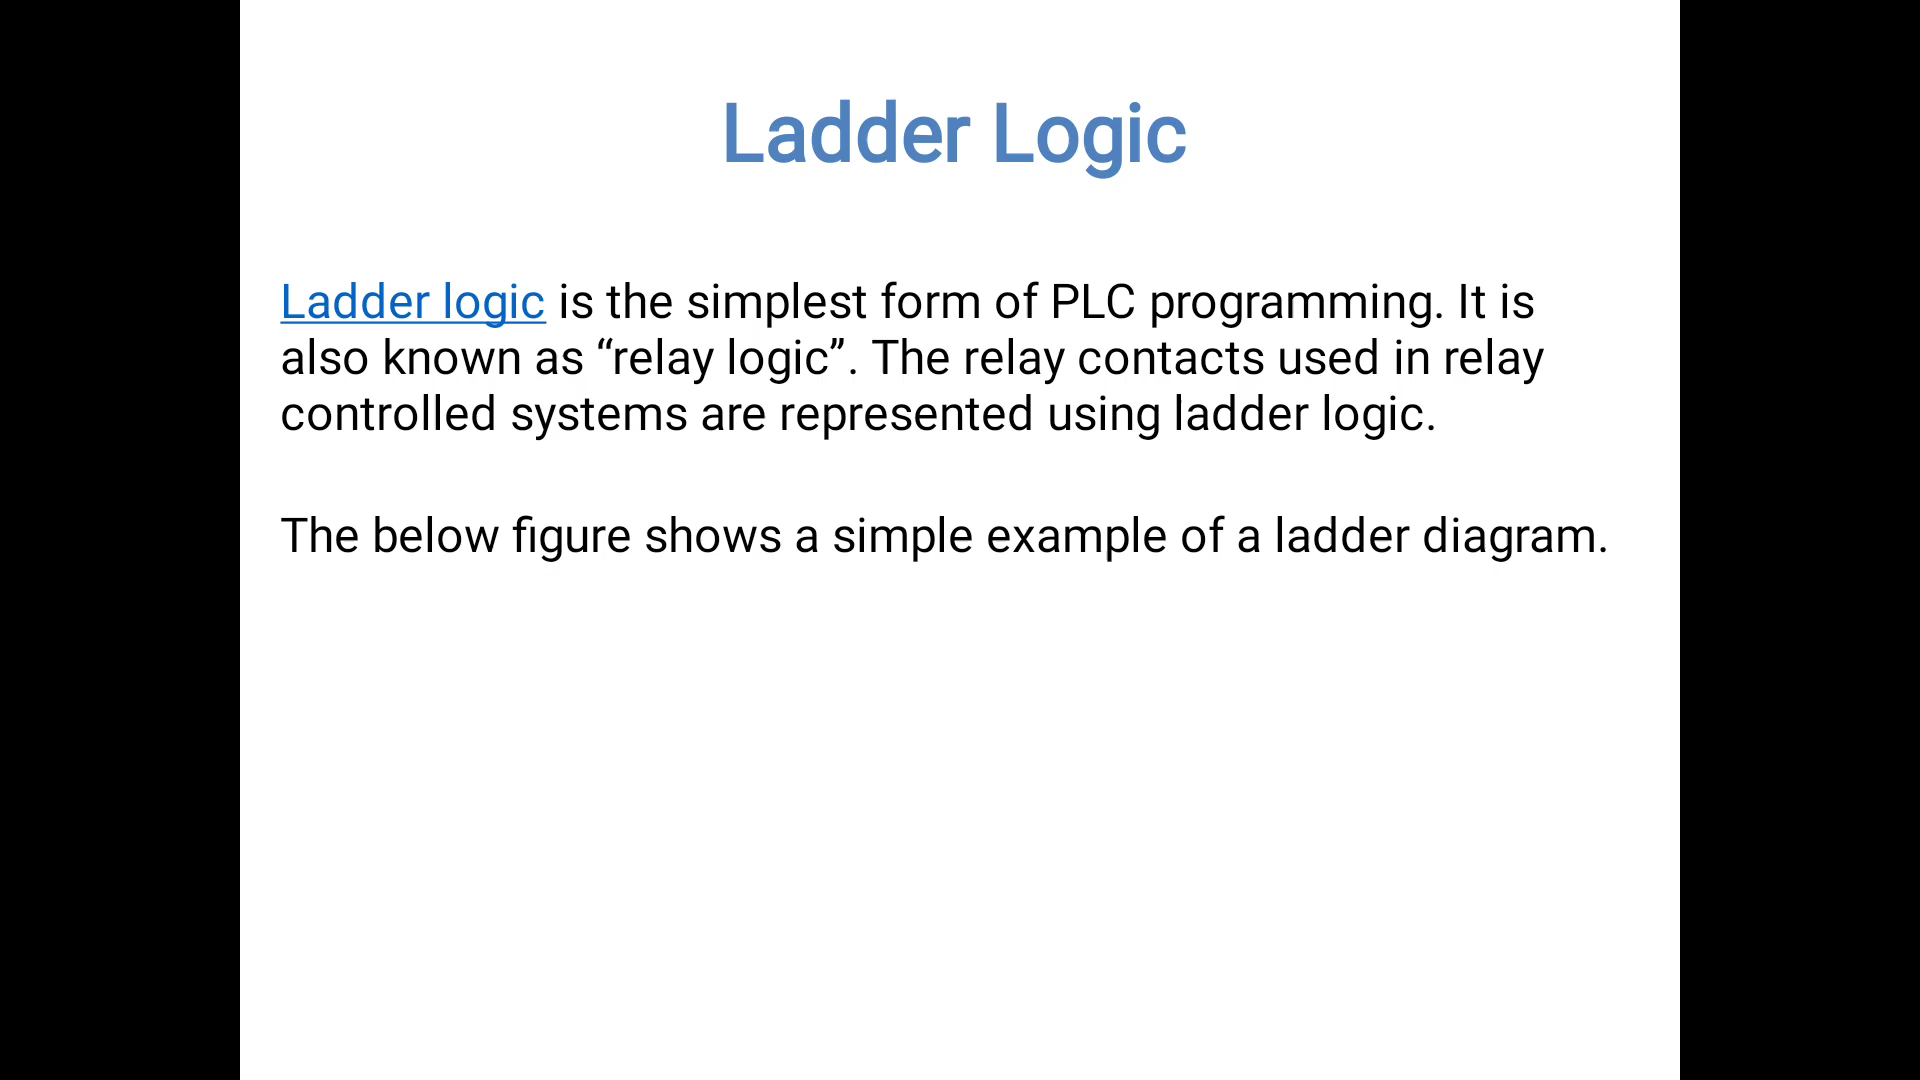 Ladder Logic
Ladder logic is the simplest form of PLC programming. It is
also known as “relay logic”. The relay contacts used in relay
controlled systems are represented using ladder logic.
The below figure shows a simple example of a ladder diagram.